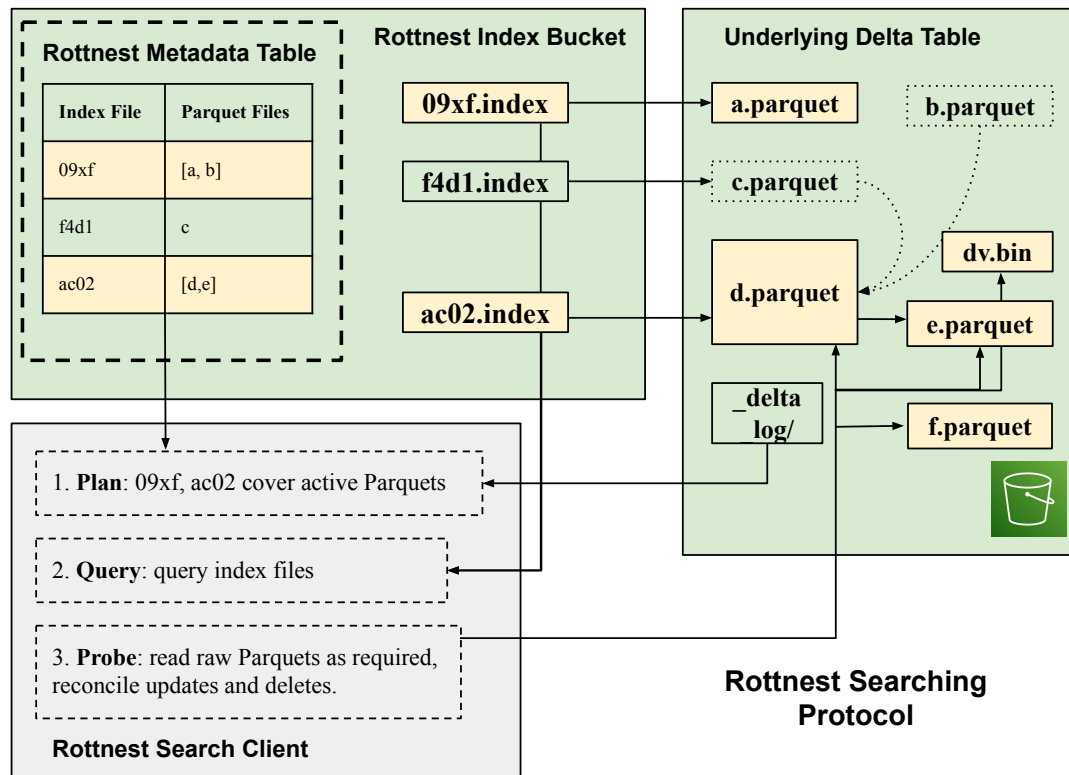 Rottnest Metadata Table
Index File
Parquet Files
09xf
[a, b]
f4d1
c
ac02
[d,e]
Rottnest Index Bucket
09xf.index
f4d1.index
ac02.index
Underlying Delta Table
a.parquet
b.parquet
c.parquet
dv.bin
d.parquet
e.parquet
_delta
_log/
f.parquet
1. Plan: 09xf, ac02 cover active Parquets
2. Query: query index files
3. Probe: read raw Parquets as required,
reconcile updates and deletes.
Rottnest Search Client
Rottnest Searching
Protocol